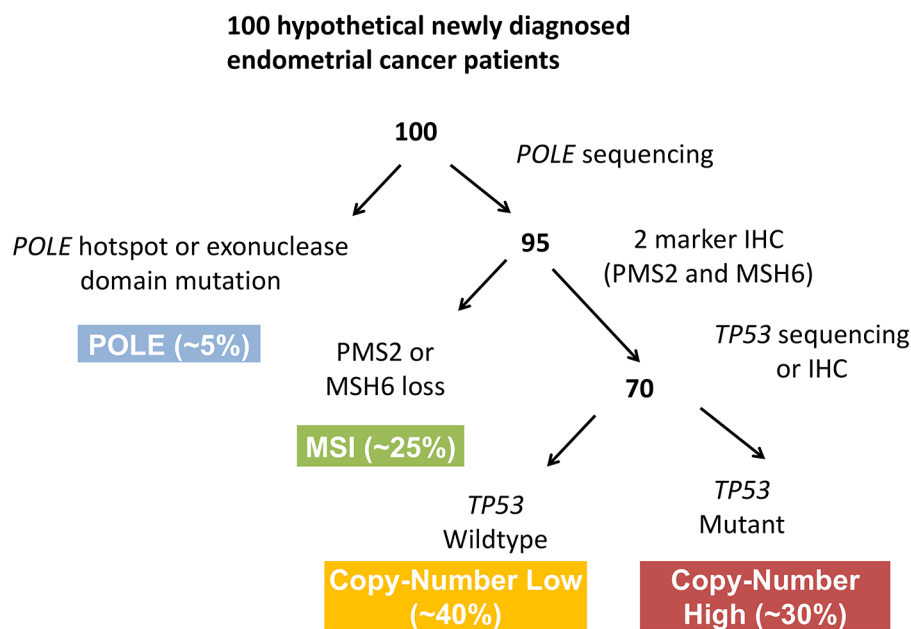 100 hypothetical newly diagnosed
endometrial cancer patients
100
POLE sequencing
POLE hotspot or exonuclease
domain mutation
POLE (~5%)
95
2 marker IHC
(PMS2 and MSH6)
PMS2 or
MSH6 loss
MSI (~25%)
TP53 sequencing
or IHC
70
TP53
Wildtype
Copy-Number Low
(~40%)
TP53
Mutant
Copy-Number
High (~30%)